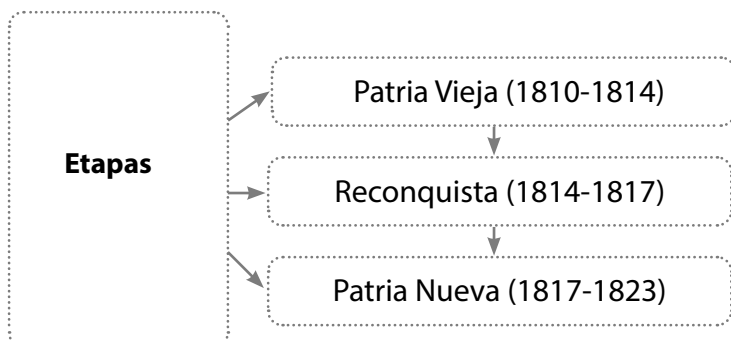 Etapas
Patria Vieja (1810-1814)
Reconquista (1814-1817)
Patria Nueva (1817-1823)